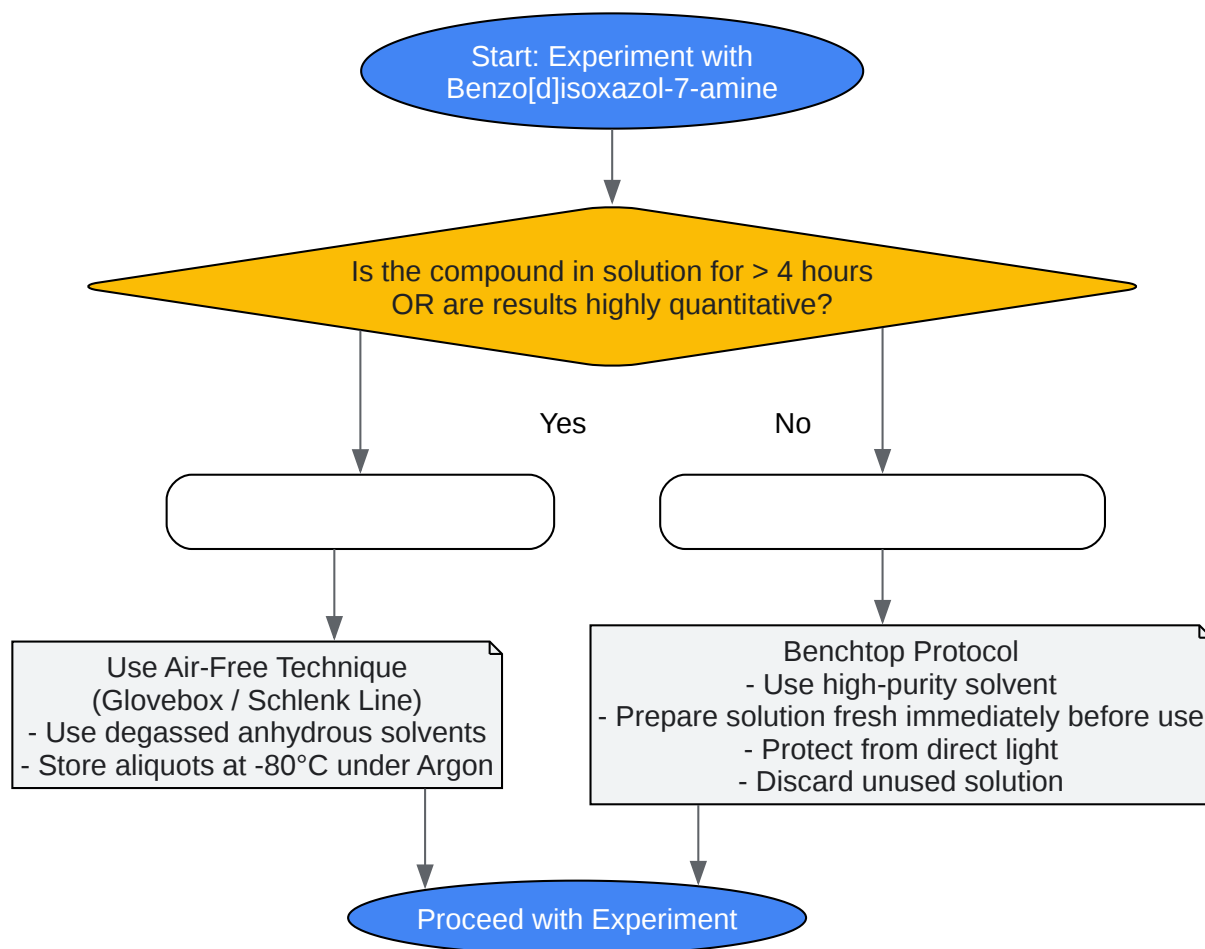 Start: Experiment with
Benzo[d]isoxazol-7-amine
Is the compound in solution for > 4 hours
OR are results highly quantitative?
Yes
No
Use Air-Free Technique
(Glovebox / Schlenk Line)
- Use degassed anhydrous solvents
- Store aliquots at -80°C under Argon
Benchtop Protocol
- Use high-purity solvent
- Prepare solution fresh immediately before use
- Protect from direct light
- Discard unused solution
Proceed with Experiment